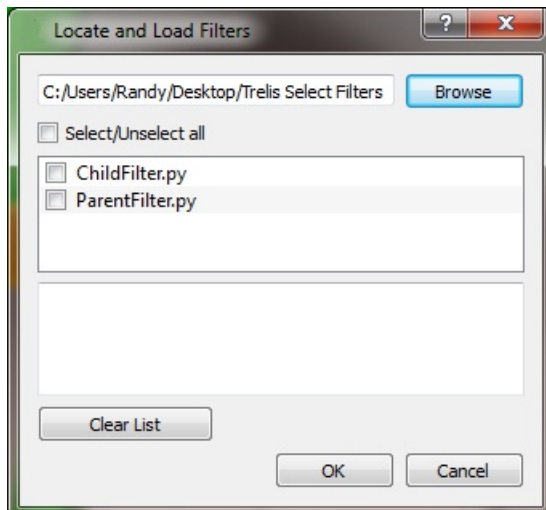 Locate and Load Filters
?
X
C:/Users/Randy/Desktop/Trelis Select Filters
Browse
Select/Unselect all
ChildFilter.py
ParentFilter.py
Clear List
OK
Cancel